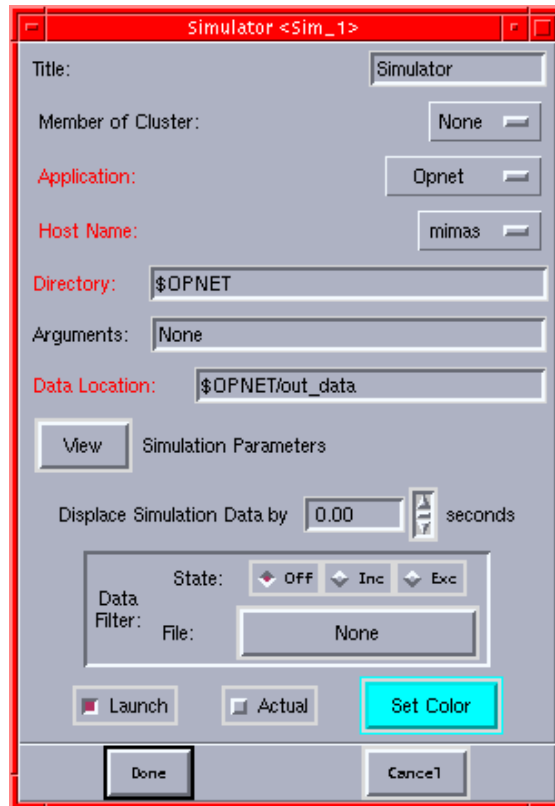 Simulator <Sim_1>
Title: Simulator
Member of Cluster: None
Application: Opnet
Host Name: mimas
Directory: $OPNET
Arguments: None
Data Location: $OPNET/out_data
View Simulation Parameters
Displace Simulation Data by 0.00 seconds
State: Off Inc Exc
Data
Filter:
File: None
Launch Actual Set Color
Done Cancel